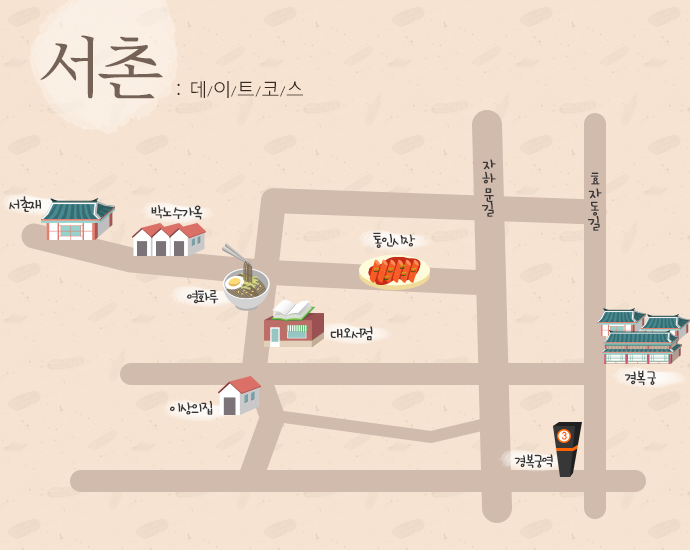 서촌 : 데/이/트/코/스
자하문길
효자동길
서촌재
박노수가옥
통인시장
영화루
대오서점
경복궁
이상의집
3
경복궁역